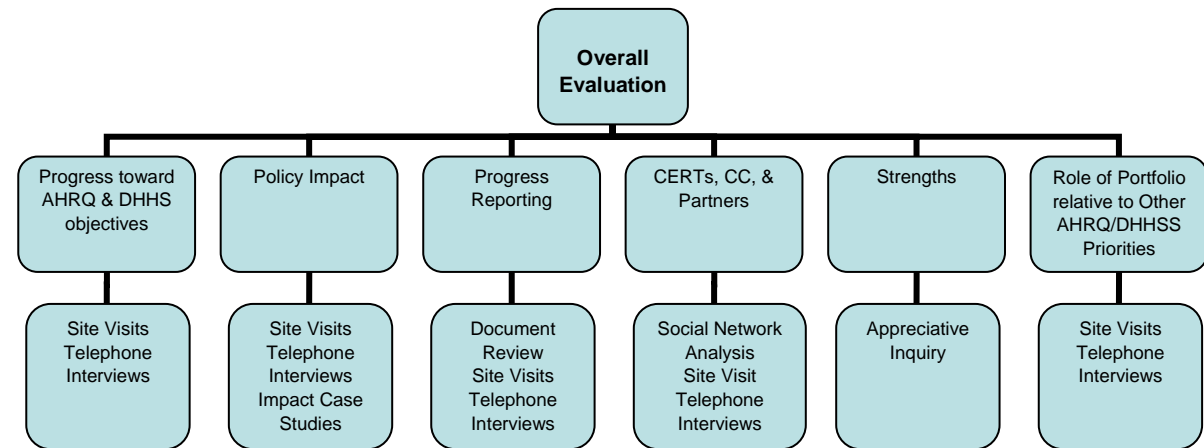 Overall
Evaluation
Progress toward
AHRQ & DHHS
objectives
Policy Impact
Progress
Reporting
CERTs, CC, &
Partners
Strengths
Role of Portfolio
relative to Other
AHRQ/DHHSS
Priorities
Site Visits
Telephone
Interviews
Site Visits
Telephone
Interviews
Impact Case
Studies
Document
Review
Site Visits
Telephone
Interviews
Social Network
Analysis
Site Visit
Telephone
Interviews
Appreciative
Inquiry
Site Visits
Telephone
Interviews